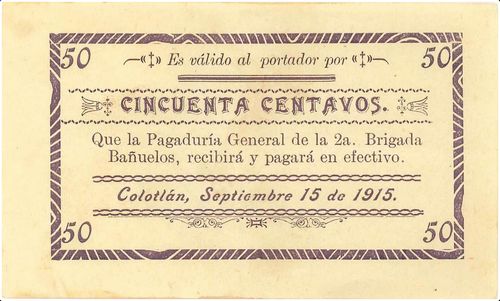 50 50
Es válido al portador por
CINCUENTA CENTAVOS.
Que la Pagaduría General de la 2a. Brigada
Bañuelos, recibirá y pagará en efectivo.
Colotlán, Septiembre 15 de 1915.
50 50